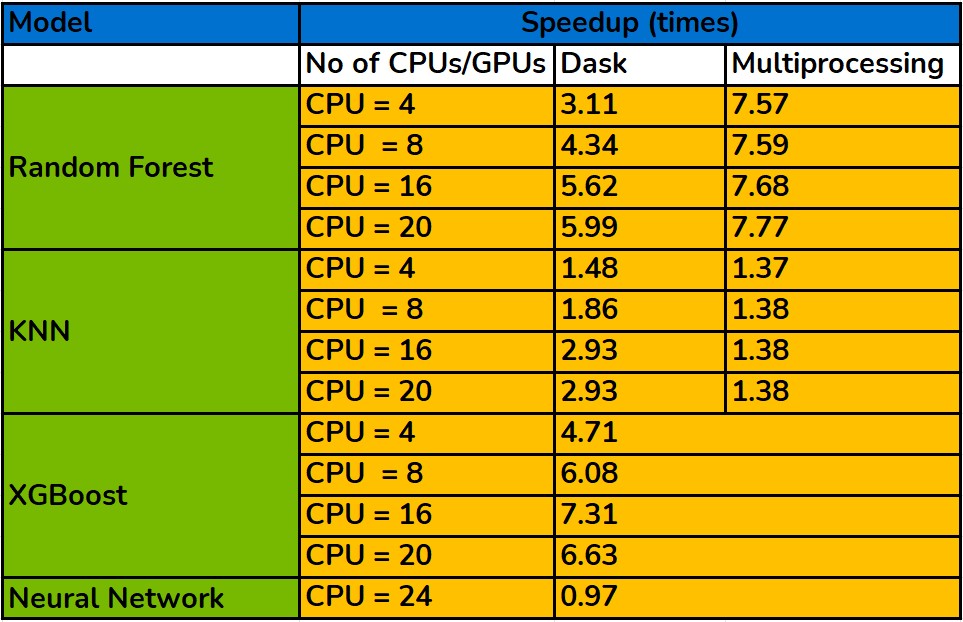 Model Speedup (times)
No of CPUs/GPUs Dask Multiprocessing
Random Forest
CPU = 4 3.11 7.57
CPU  = 8 4.34 7.59
CPU = 16 5.62 7.68
CPU = 20 5.99 7.77
KNN
CPU = 4 1.48 1.37
CPU  = 8 1.86 1.38
CPU = 16 2.93 1.38
CPU = 20 2.93 1.38
XGBoost
CPU = 4 4.71
CPU  = 8 6.08
CPU = 16 7.31
CPU = 20 6.63
Neural Network CPU = 24 0.97